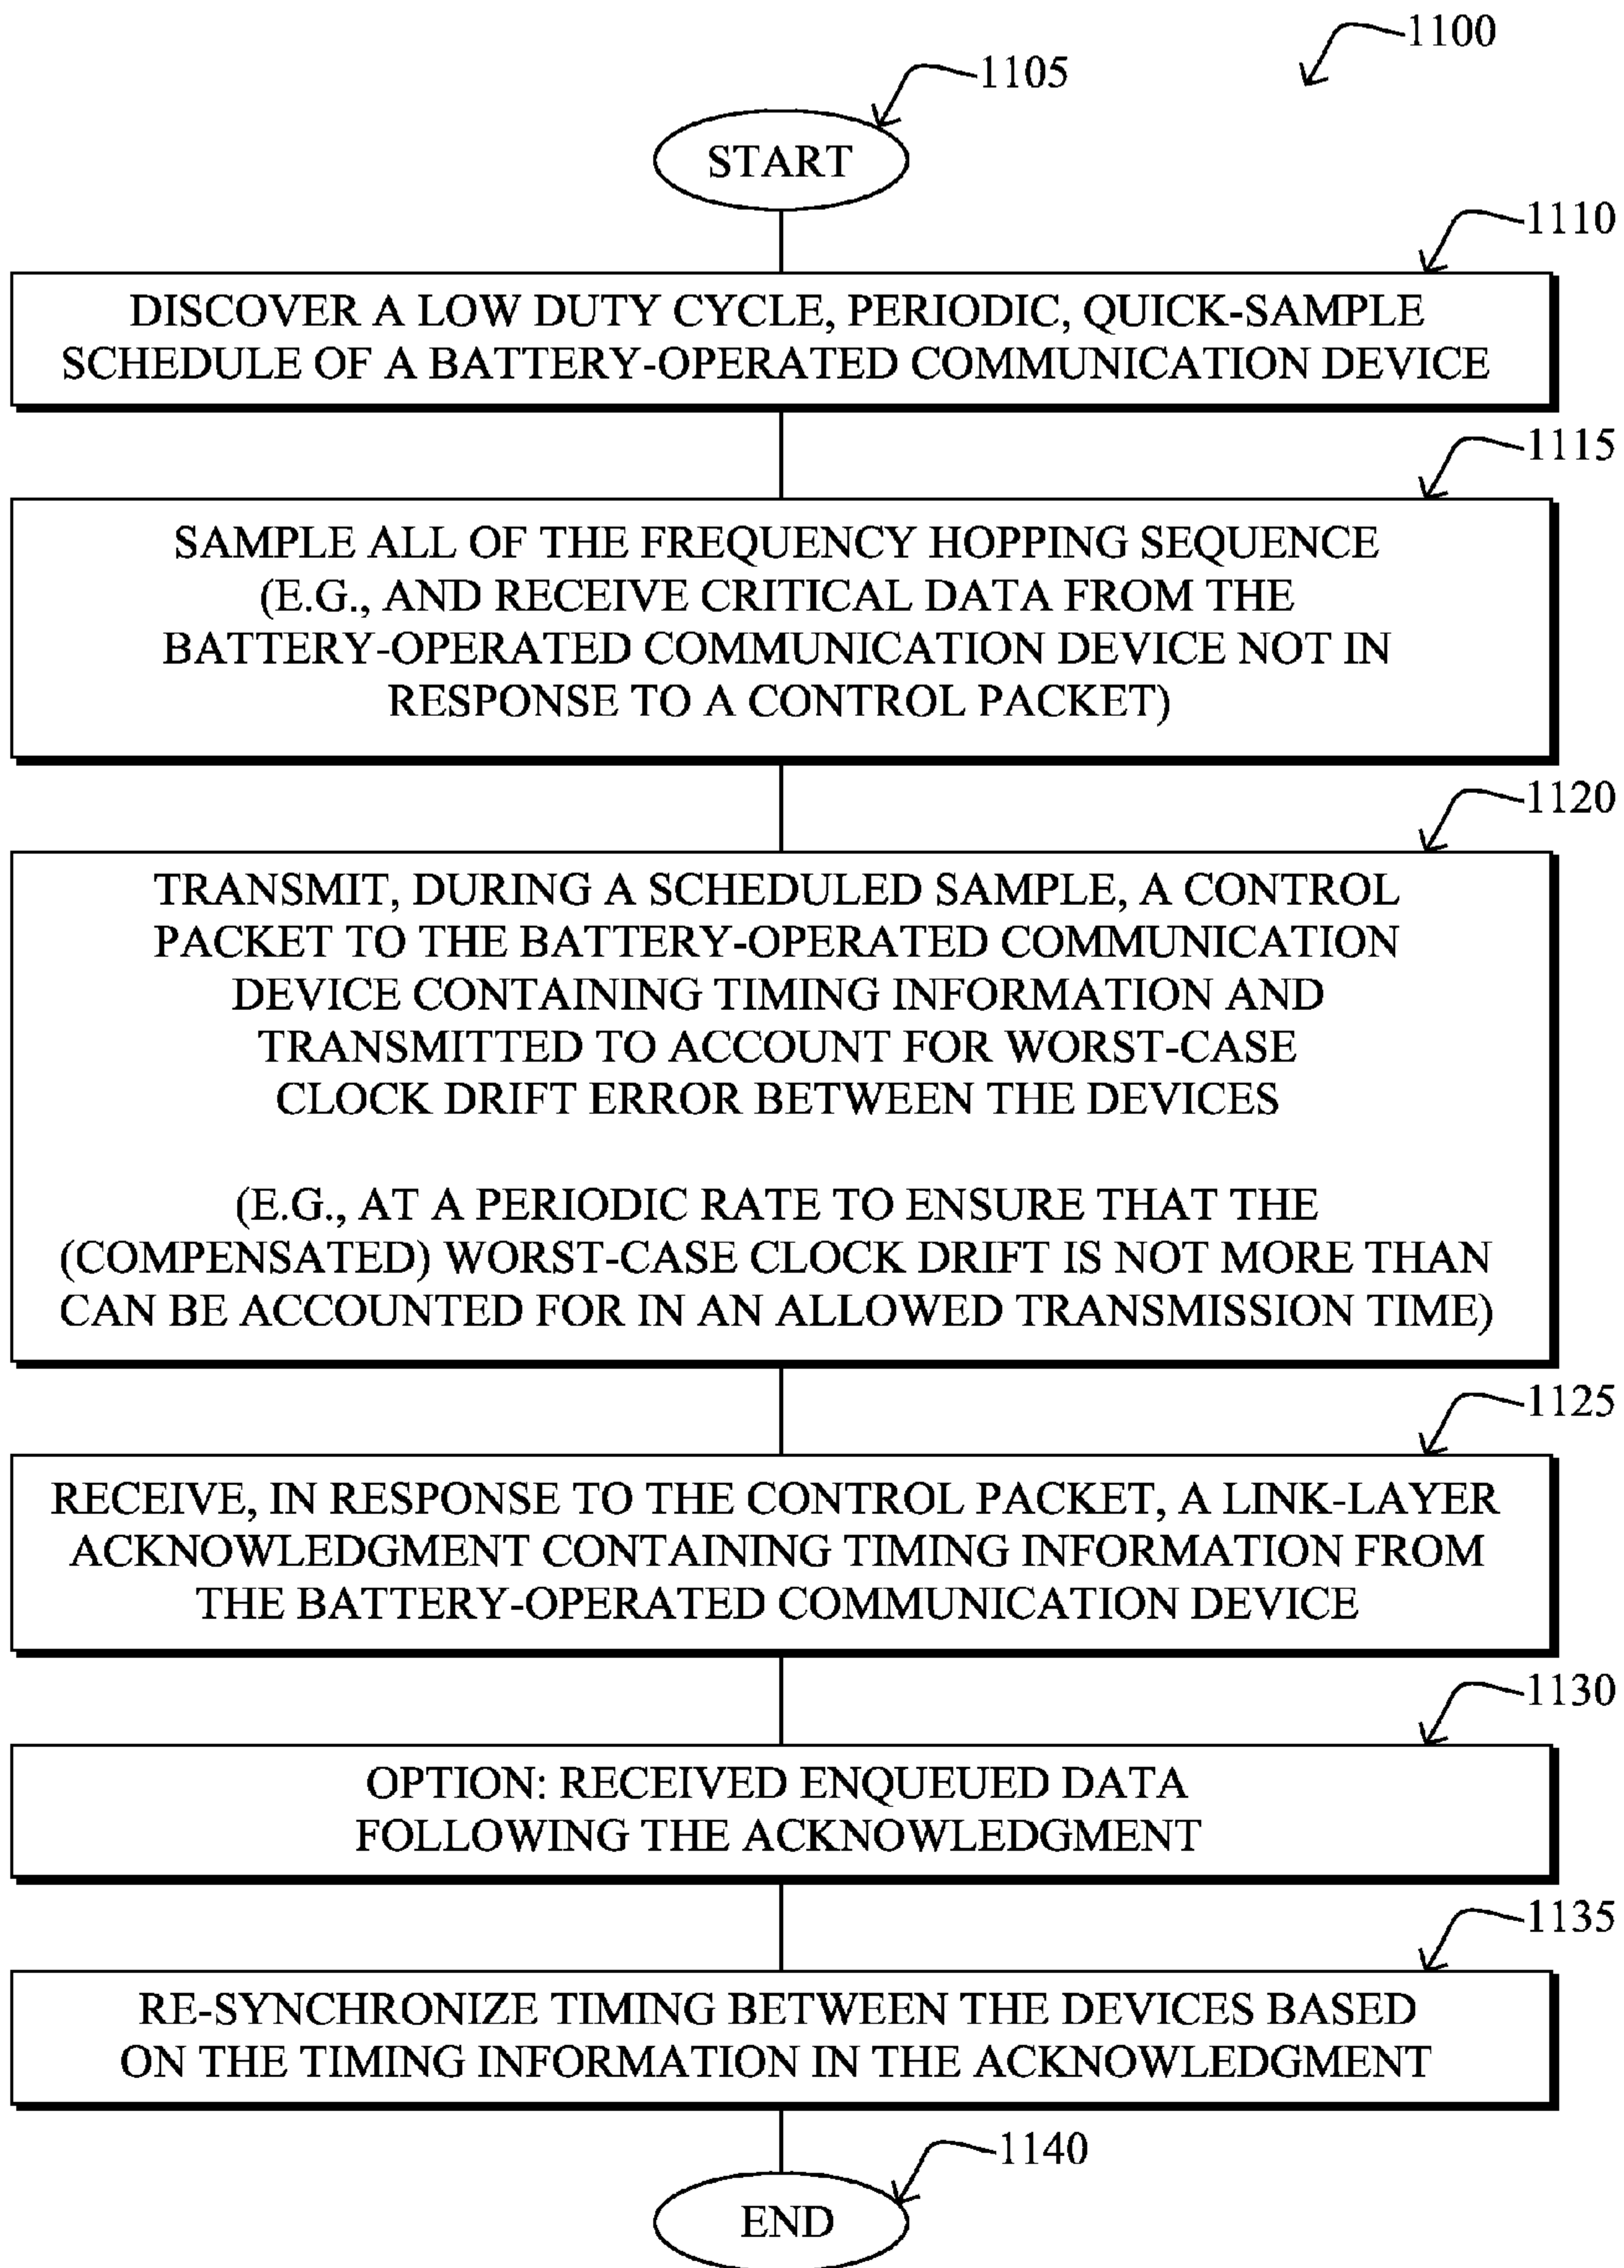 1100
1105
START
1110
DISCOVER A LOW DUTY CYCLE, PERIODIC, QUICK-SAMPLE
SCHEDULE OF A BATTERY-OPERATED COMMUNICATION DEVICE
1115
SAMPLE ALL OF THE FREQUENCY HOPPING SEQUENCE
(E.G., AND RECEIVE CRITICAL DATA FROM THE
BATTERY-OPERATED COMMUNICATION DEVICE NOT IN
RESPONSE TO A CONTROL PACKET)
1120
TRANSMIT, DURING A SCHEDULED SAMPLE, A CONTROL
PACKET TO THE BATTERY-OPERATED COMMUNICATION
DEVICE CONTAINING TIMING INFORMATION AND
TRANSMITTED TO ACCOUNT FOR WORST-CASE
CLOCK DRIFT ERROR BETWEEN THE DEVICES
(E.G., AT A PERIODIC RATE TO ENSURE THAT THE
(COMPENSATED) WORST-CASE CLOCK DRIFT IS NOT MORE THAN
CAN BE ACCOUNTED FOR IN AN ALLOWED TRANSMISSION TIME)
1125
RECEIVE, IN RESPONSE TO THE CONTROL PACKET, A LINK-LAYER
ACKNOWLEDGMENT CONTAINING TIMING INFORMATION FROM
THE BATTERY-OPERATED COMMUNICATION DEVICE
1130
OPTION: RECEIVED ENQUEUED DATA
FOLLOWING THE ACKNOWLEDGMENT
1135
RE-SYNCHRONIZE TIMING BETWEEN THE DEVICES BASED
ON THE TIMING INFORMATION IN THE ACKNOWLEDGMENT
1140
END